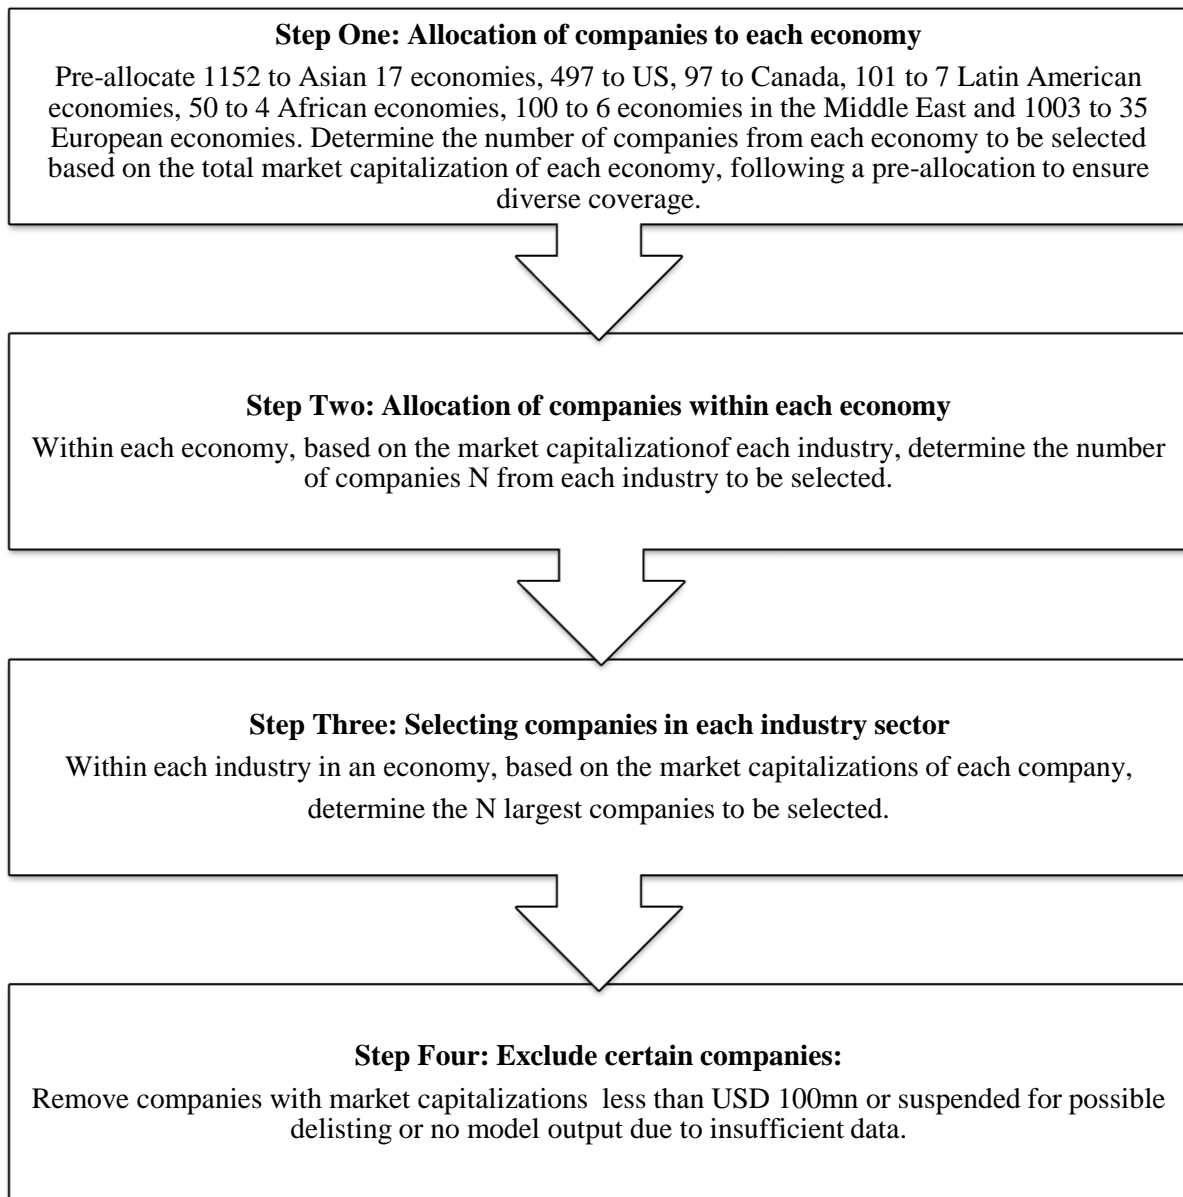 Step One: Allocation of companies to each economy
Pre-allocate 1152 to Asian 17 economies, 497 to US, 97 to Canada, 101 to 7 Latin American
economies, 50 to 4 African economies, 100 to 6 economies in the Middle East and 1003 to 35
European economies. Determine the number of companies from each economy to be selected
based on the total market capitalization of each economy, following a pre-allocation to ensure
diverse coverage.
Step Two: Allocation of companies within each economy
Within each economy, based on the market capitalizationof each industry, determine the number
of companies N from each industry to be selected.
Step Three: Selecting companies in each industry sector
Within each industry in an economy, based on the market capitalizations of each company,
determine the N largest companies to be selected.
Step Four: Exclude certain companies:
Remove companies with market capitalizations  less than USD 100mn or suspended for possible
delisting or no model output due to insufficient data.